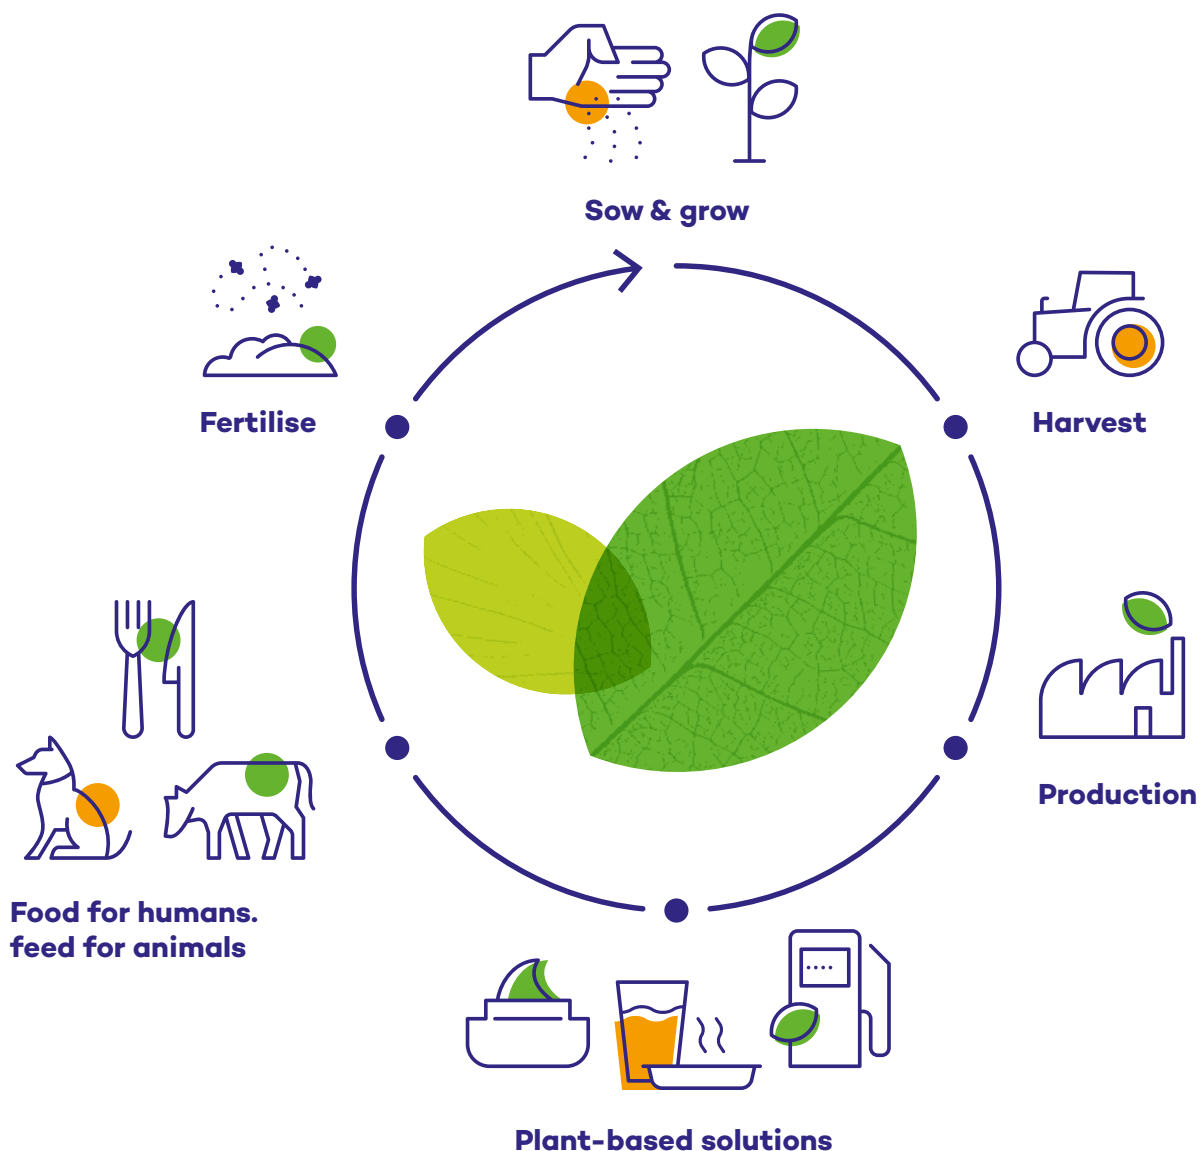 Sow & grow
Fertilise
Harvest
Production
Food for humans.
feed for animals
Plant-based solutions